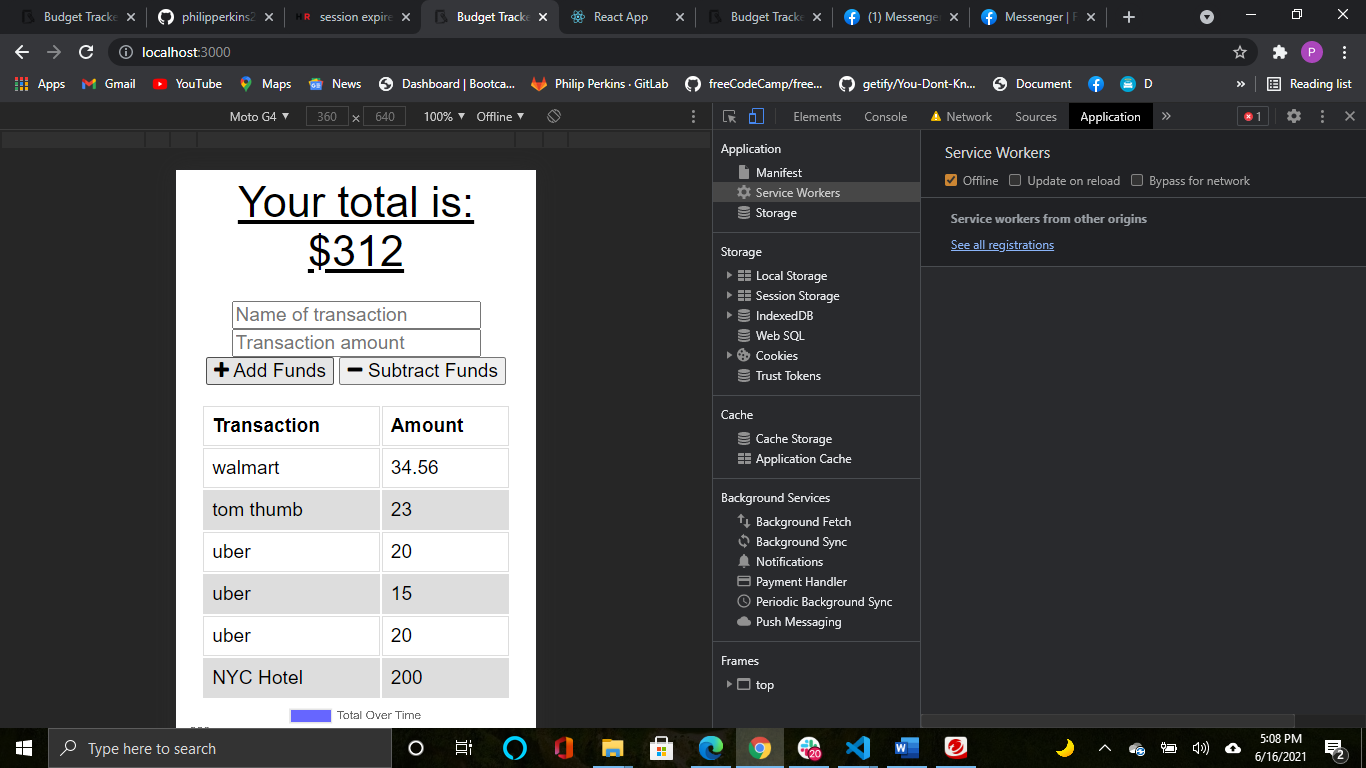 Budget Tracke
philipperkins2
HR session expire
Budget Tracke
React App
Budget Tracke
(1) Messenge
Messenger | F
localhost:3000
P
Apps
Gmail
YouTube
Maps
News
Dashboard | Bootca...
Philip Perkins · GitLab
freeCodeCamp/free...
getify/You-Dont-Kn...
Document
D
»
Reading list
Moto G4
360 × 640
100%
Offline
Elements
Console
Network
Sources
Application
»
1
Your total is:
$312
Name of transaction
Transaction amount
Add Funds
Subtract Funds
Transaction Amount
walmart 34.56
tom thumb 23
uber 20
uber 15
uber 20
NYC Hotel 200
Total Over Time
Application
Manifest
Service Workers
Storage
Storage
Local Storage
Session Storage
IndexedDB
Web SQL
Cookies
Trust Tokens
Cache
Cache Storage
Application Cache
Background Services
Background Fetch
Background Sync
Notifications
Payment Handler
Periodic Background Sync
Push Messaging
Frames
top
Service Workers
Offline
Update on reload
Bypass for network
Service workers from other origins
See all registrations
Type here to search
20
5:08 PM
6/16/2021
2